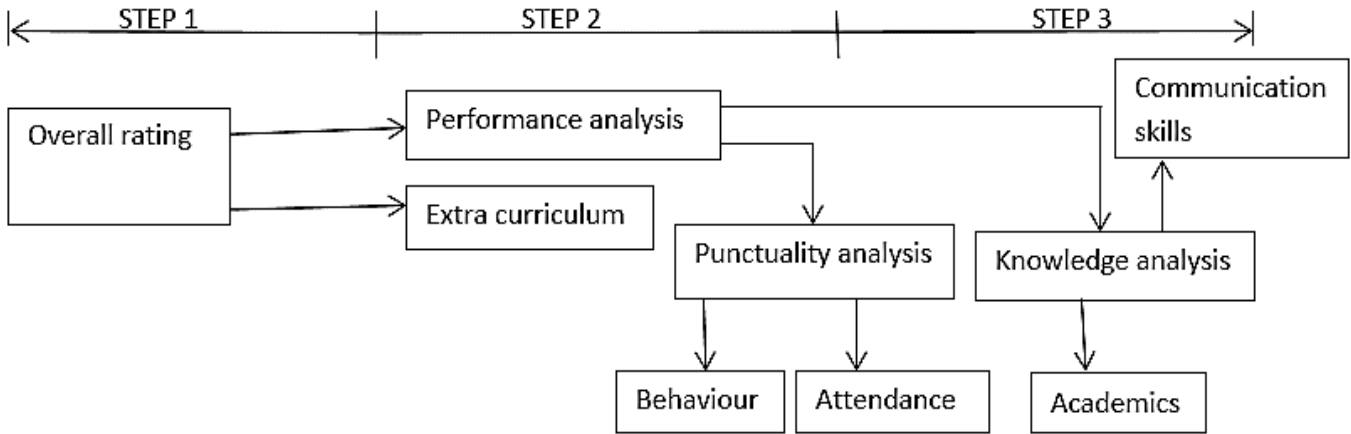 STEP 1
STEP 2
STEP 3
Overall rating
Performance analysis
Communication
skills
Extra curriculum
Punctuality analysis
Knowledge analysis
Behaviour
Attendance
Academics